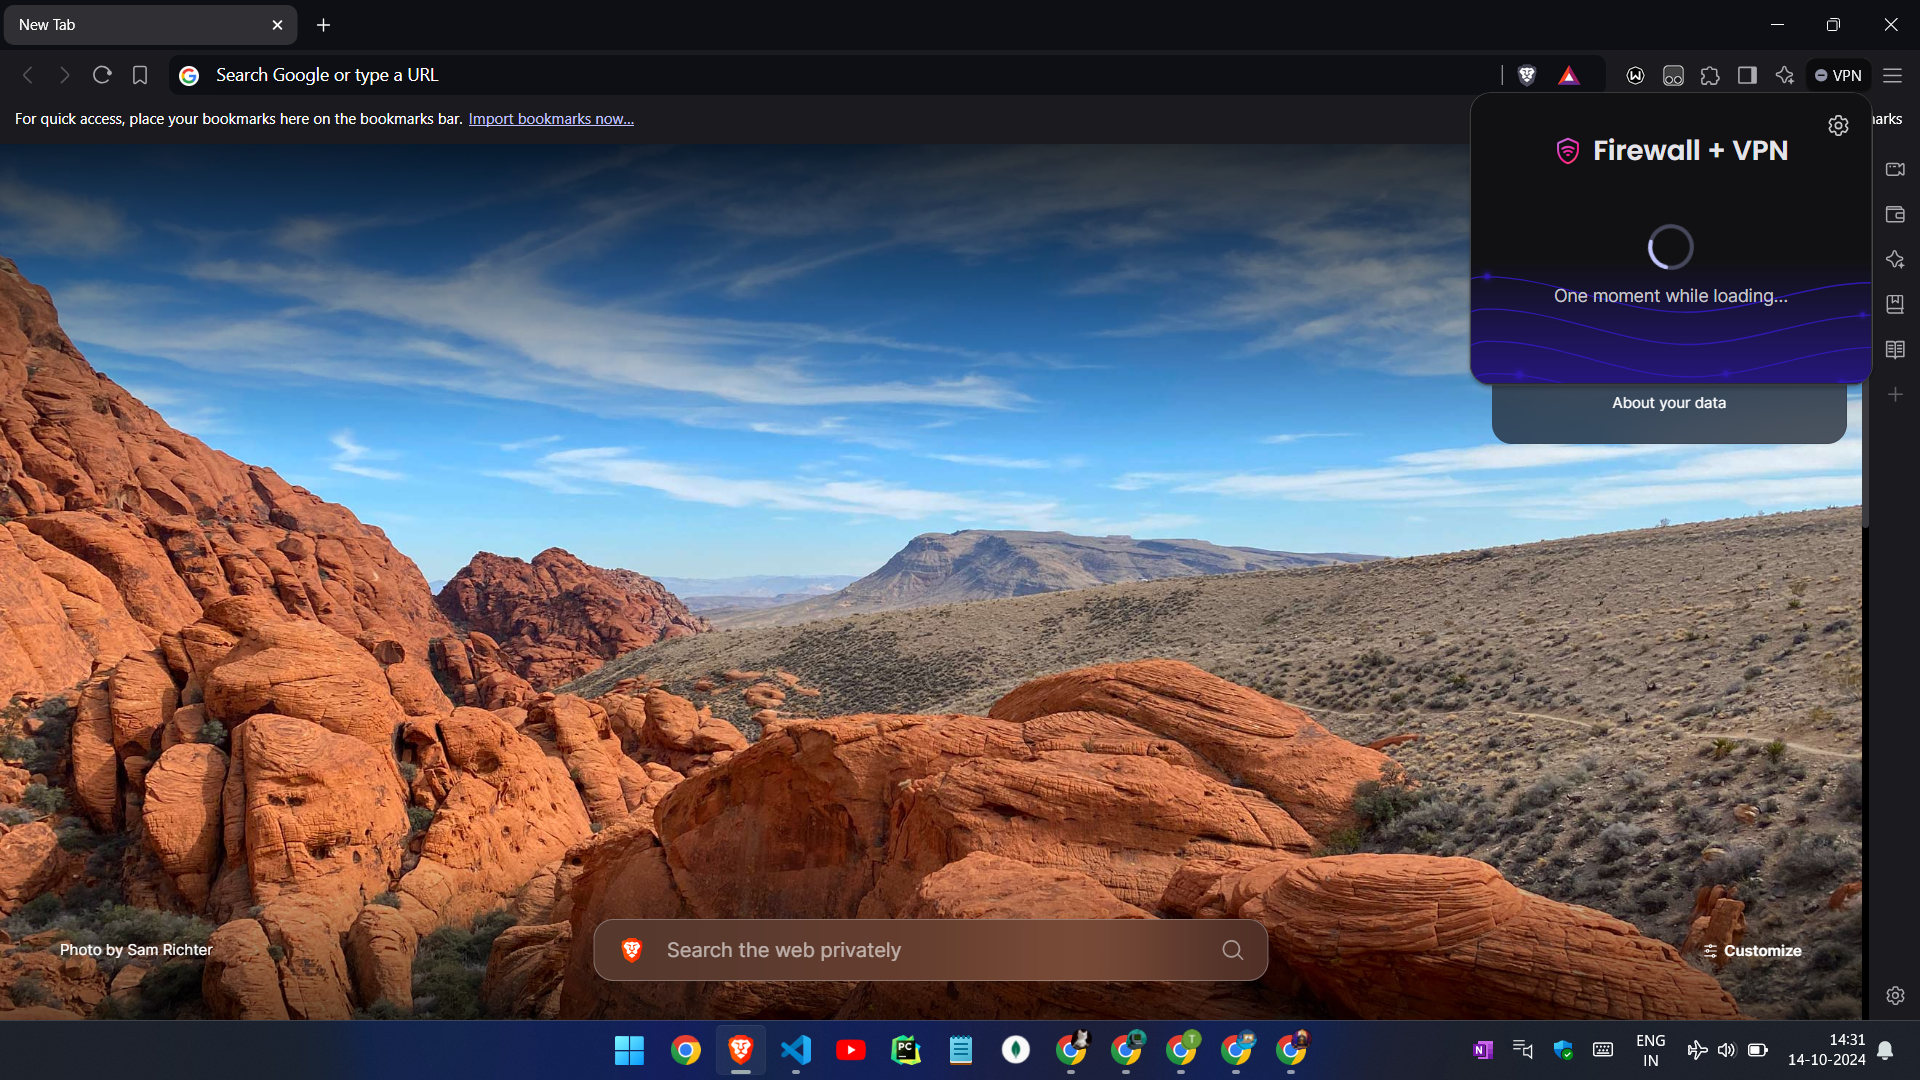 New Tab
Search Google or type a URL
VPN
For quick access, place your bookmarks here on the bookmarks bar. Import bookmarks now...
arks
Firewall + VPN
One moment while loading...
About your data
Photo by Sam Richter
Search the web privately
Customize
PC
T
N
ENG
IN
14:31
14-10-2024